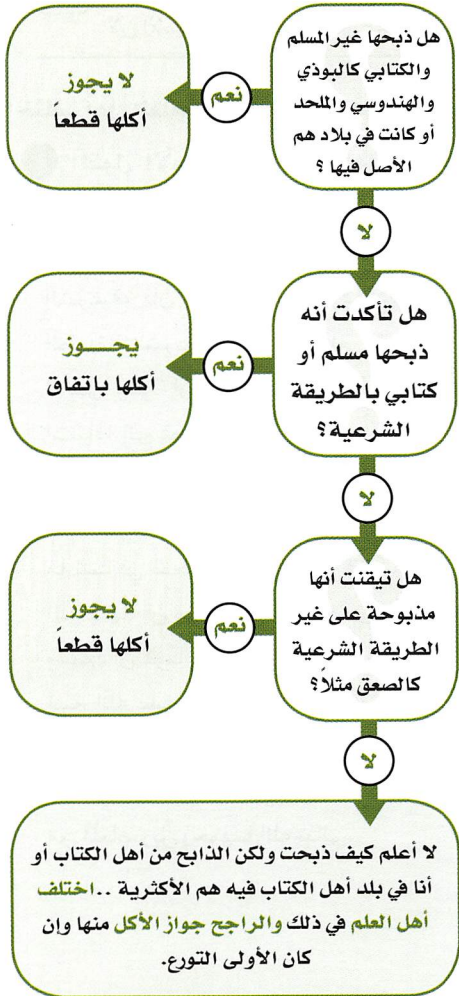 هل ذبحها غير المسلم
والكتابي كالبوذي
والهندوسي والملحد
أو كانت في بلاد هم
الأصل فيها ؟
نعم
لا يجوز
أكلها قطعاً
لا
هل تأكدت أنه
ذبحها مسلم أو
كتابي بالطريقة
الشرعية؟
نعم
يجـــوز
أكلها باتفاق
لا
هل تيقنت أنها
مذبوحة على غير
الطريقة الشرعية
كالصعق مثلاً؟
نعم
لا يجوز
أكلها قطعاً
لا
لا أعلم كيف ذبحت ولكن الذابح من أهل الكتاب أو
أنا في بلد أهل الكتاب فيه هم الأكثرية ..اختلف
أهل العلم في ذلك والراجح جواز الأكل منها وإن
كان الأولى التورع.